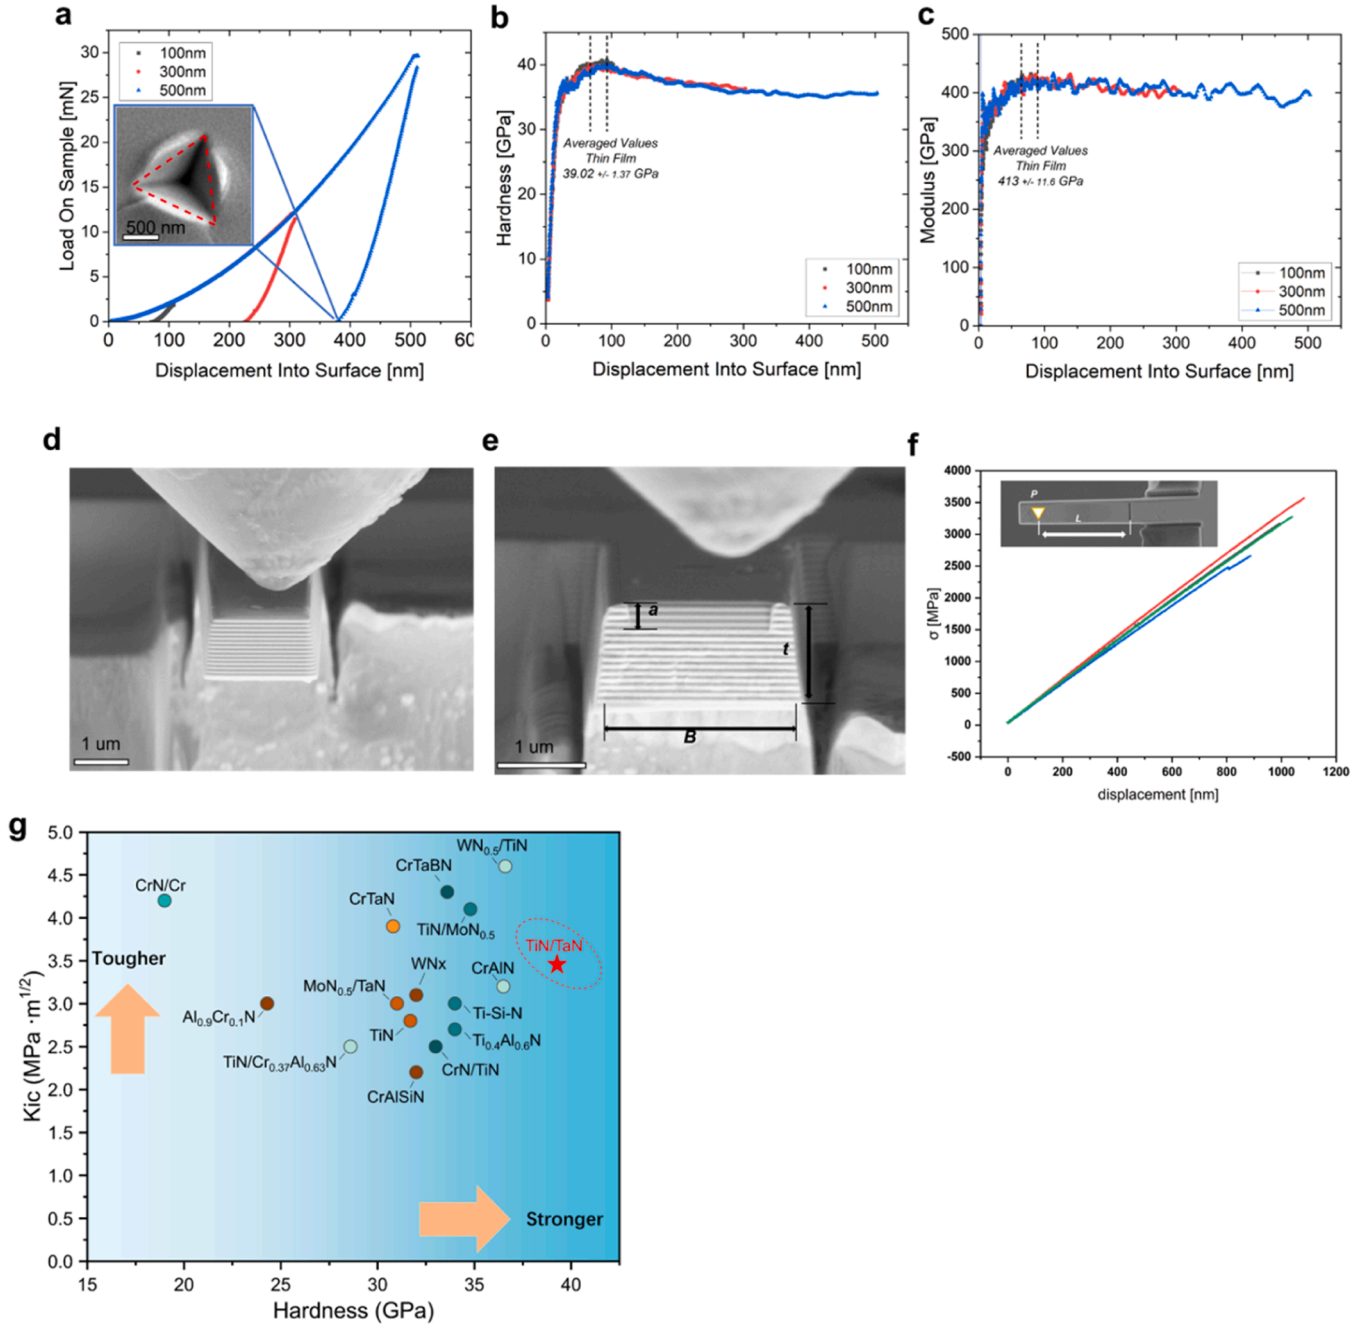 a
Load On Sample [mN]
30
25
20
15
10
5
0
100nm
300nm
500nm
500 nm
0 100 200 300 400 500 60
Displacement Into Surface [nm]
b
Hardness [GPa]
40
30
20
10
0
Averaged Values
Thin Film
39.02 +/- 1.37 GPa
100nm
300nm
500nm
0 100 200 300 400 500
Displacement Into Surface [nm]
c
Modulus [GPa]
500
400
300
200
100
0
Averaged Values
Thin Film
413 +/- 11.6 GPa
100nm
300nm
500nm
0 100 200 300 400 500
Displacement Into Surface [nm]
d
1 um
e
a
t
B
1 um
f
σ [MPa]
4000
3500
3000
2500
2000
1500
1000
500
0
-500
P
L
0 200 400 600 800 1000 1200
displacement [nm]
g
Kic (MPa ·m1/2)
5.0
4.5
4.0
3.5
3.0
2.5
2.0
1.5
1.0
0.5
0.0
WN0.5/TiN
CrTaBN
CrN/Cr
CrTaN
TiN/MoN0.5
TiN/TaN
Tougher
WNx
CrAlN
MoN0.5/TaN
Al0.9Cr0.1N
Ti-Si-N
TiN
Ti0.4Al0.6N
TiN/Cr0.37Al0.63N
CrN/TiN
CrAlSiN
Stronger
15 20 25 30 35 40
Hardness (GPa)